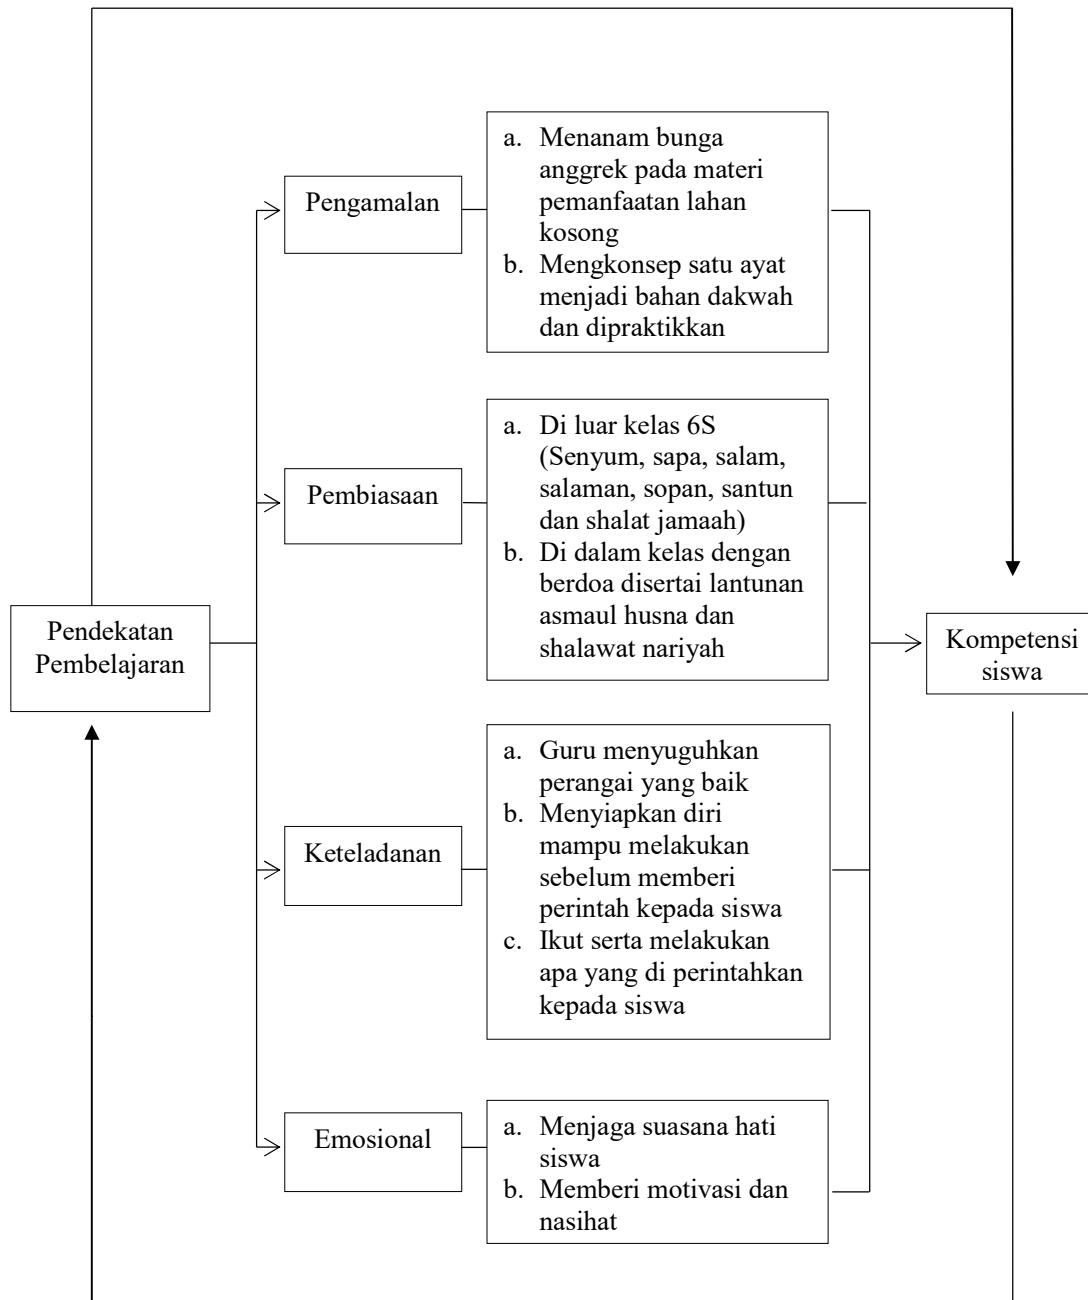 Pengamalan
a. Menanam bunga
anggrek pada materi
pemanfaatan lahan
kosong
b. Mengkonsep satu ayat
menjadi bahan dakwah
dan dipraktikkan
Pembiasaan
a. Di luar kelas 6S
(Senyum, sapa, salam,
salaman, sopan, santun
dan shalat jamaah)
b. Di dalam kelas dengan
berdoa disertai lantunan
asmaul husna dan
shalawat nariyah
Pendekatan
Pembelajaran
Kompetensi
siswa
Keteladanan
a. Guru menyuguhkan
perangai yang baik
b. Menyiapkan diri
mampu melakukan
sebelum memberi
perintah kepada siswa
c. Ikut serta melakukan
apa yang di perintahkan
kepada siswa
Emosional
a. Menjaga suasana hati
siswa
b. Memberi motivasi dan
nasihat